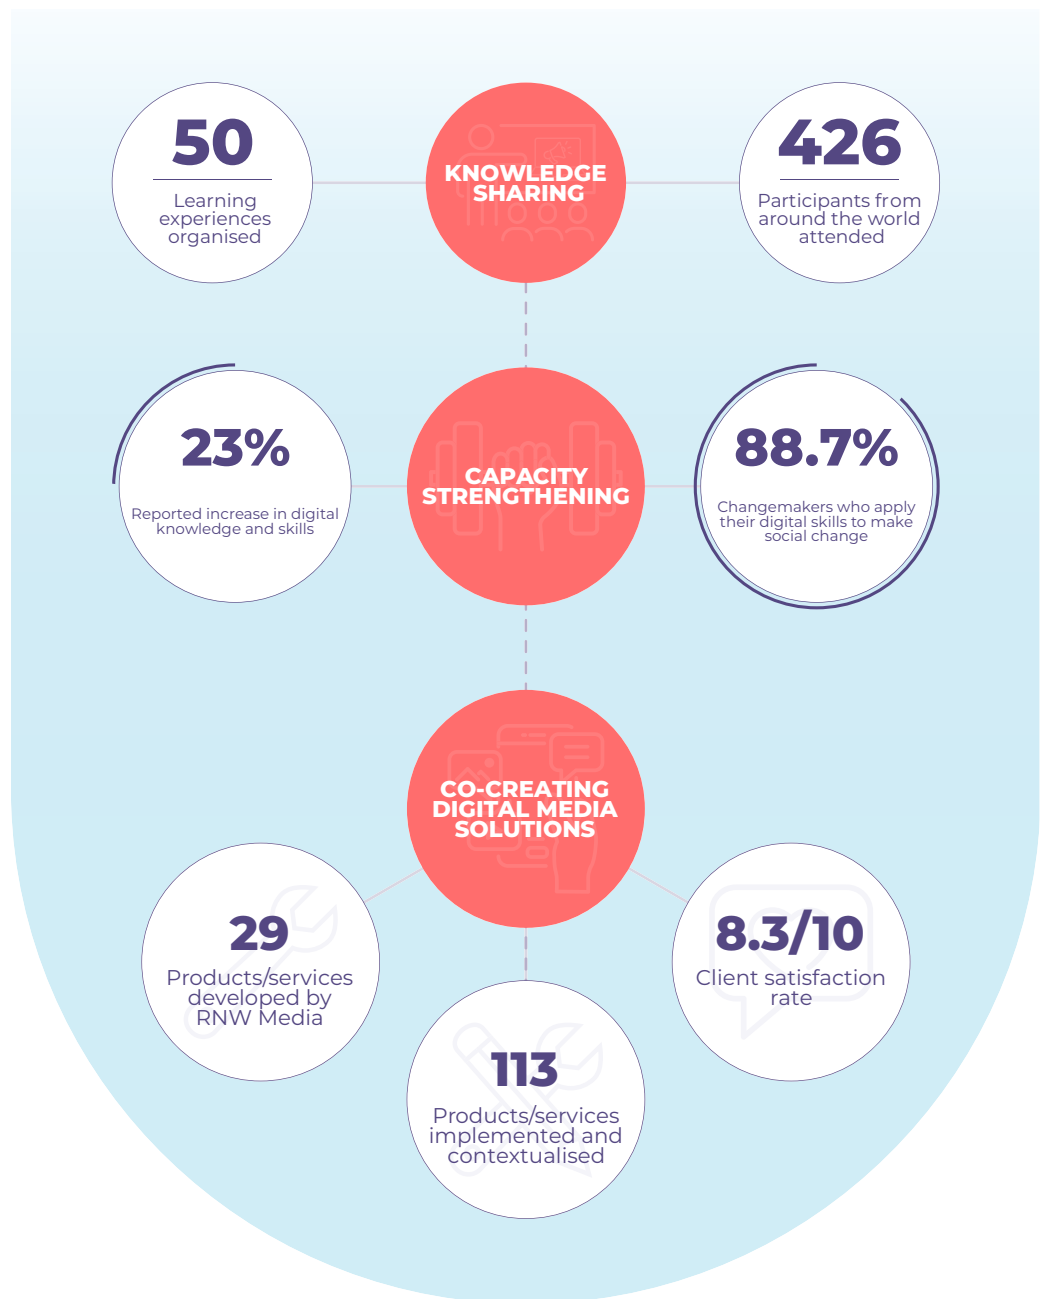 50
Learning
experiences
organised
KNOWLEDGE
SHARING
426
Participants from
around the world
attended
23%
Reported increase in digital
knowledge and skills
CAPACITY
STRENGTHENING
88.7%
Changemakers who apply
their digital skills to make
social change
CO-CREATING
DIGITAL MEDIA
SOLUTIONS
29
Products/services
developed by
RNW Media
113
Products/services
implemented and
contextualised
8.3/10
Client satisfaction
rate